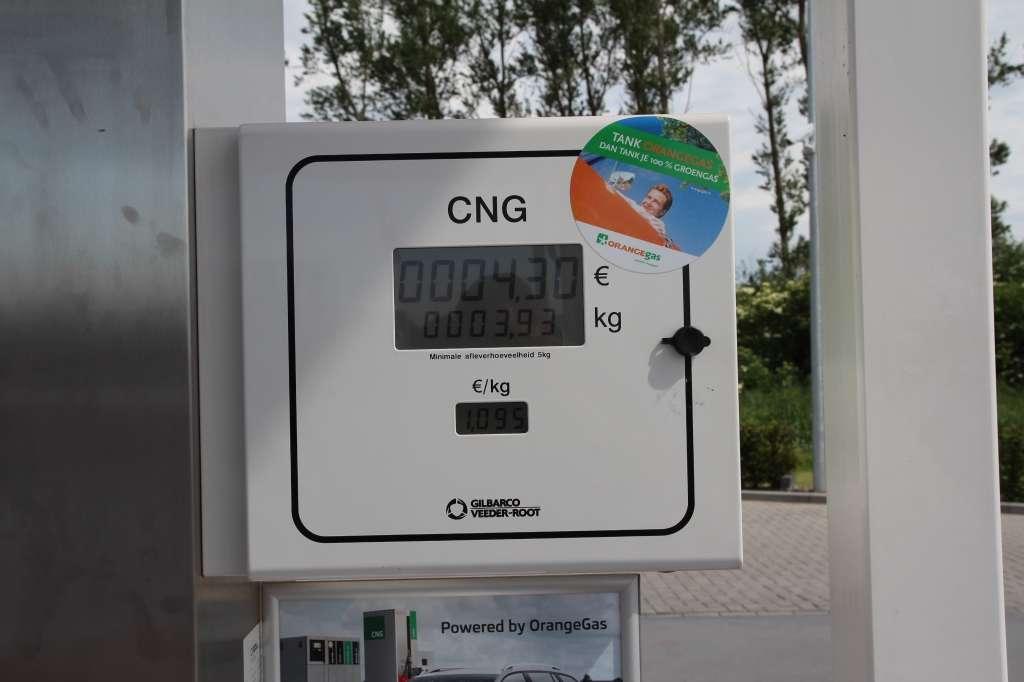 TANK ORANGEGAS
DAN TANK JE 100 % GROENGAS
ORANGEgas
CNG
0004,30 €
0003,93 kg
Minimale afleverhoeveelheid 5kg
€/kg
1,095
GILBARCO
VEEDER-ROOT
Powered by OrangeGas
CNG